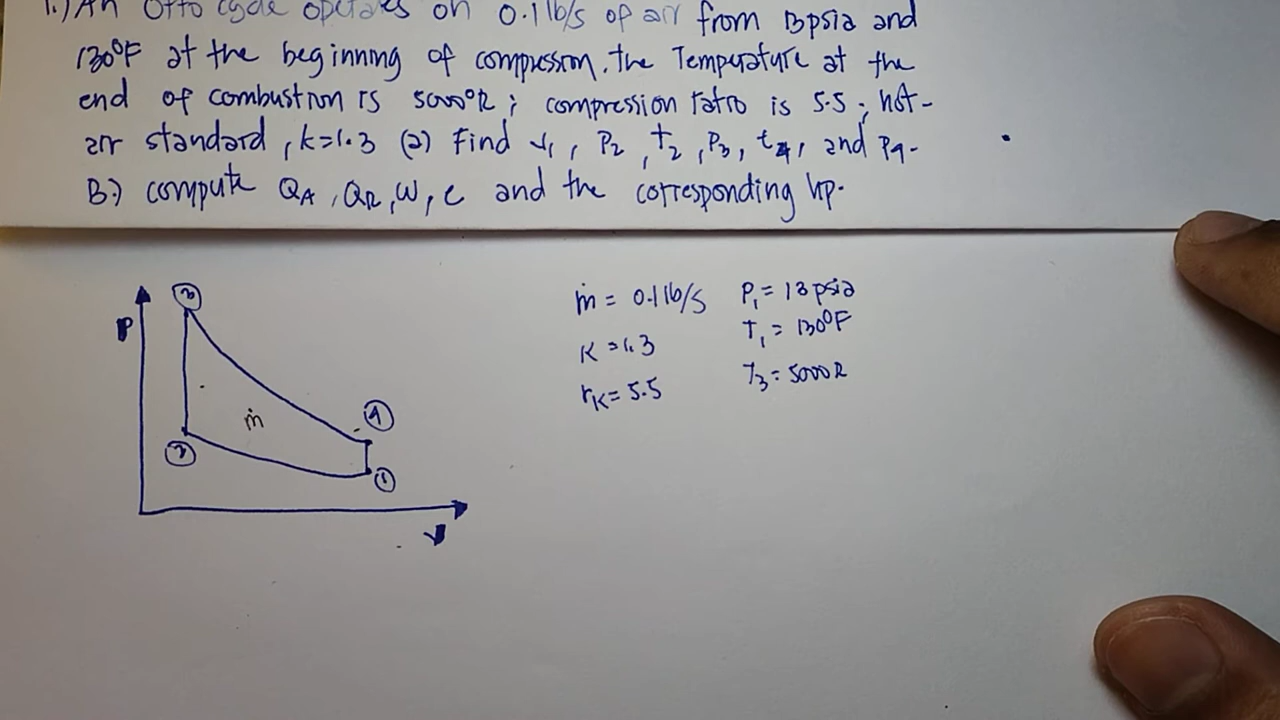 1.) An Otto cycle operates on 0.1 lb/s of air from 13psia and
130°F at the beginning of compression. the Temperature at the
end of combustion is 5000°R; compression ratio is 5.5; hot-
air standard, k=1.3 (a) Find V1, P2, t2, P3, t4, and P4.
B.) compute QA, QR, W, e and the corresponding hp.
ṁ = 0.1 lb/s P1 = 13 psia
K = 1.3 T1 = 130°F
rK = 5.5 T3 = 5000R
3
P
ṁ
4
2
1
V